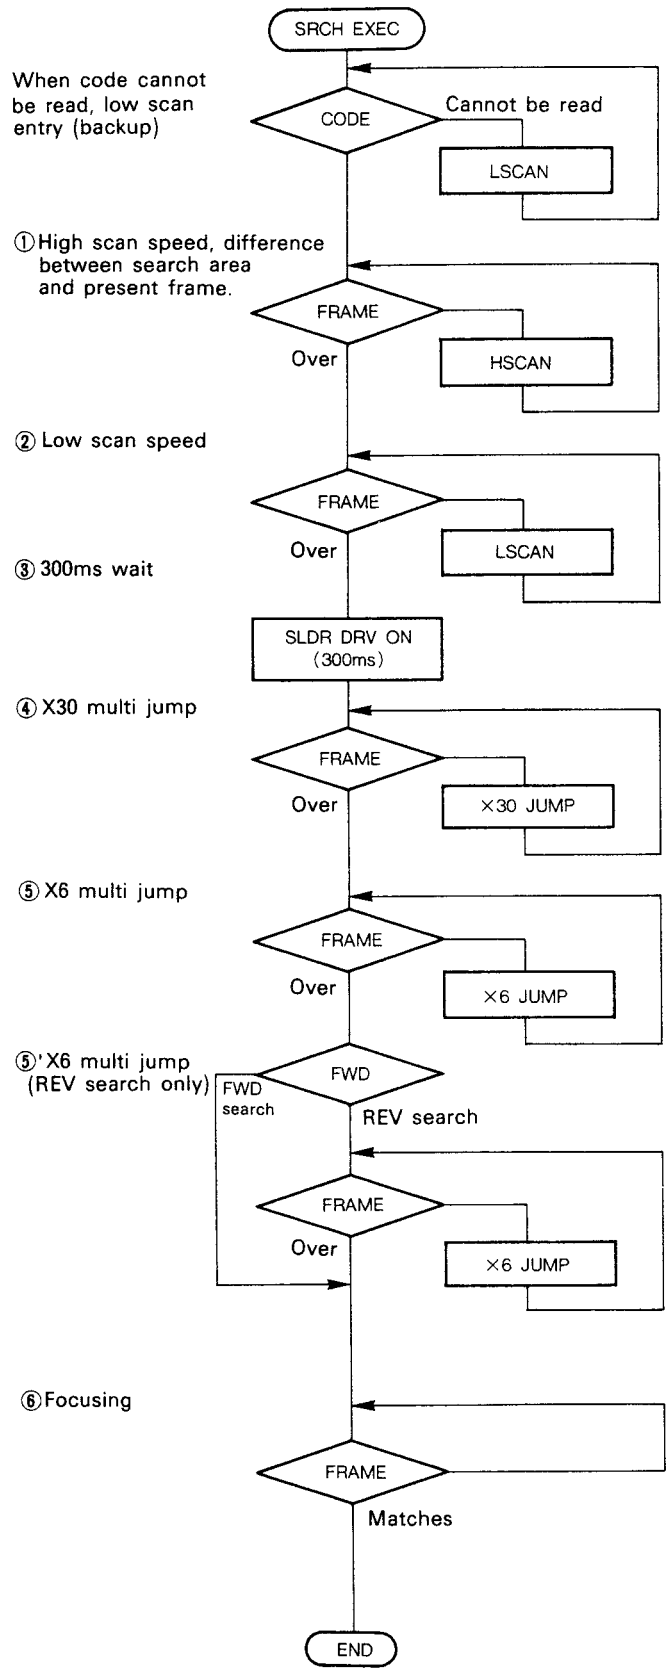 SRCH EXEC
When code cannot
be read, low scan
entry (backup)
CODE
Cannot be read
LSCAN
①High scan speed, difference
between search area
and present frame.
FRAME
Over
HSCAN
② Low scan speed
FRAME
Over
LSCAN
③ 300ms wait
SLDR DRV ON
(300ms)
④ X30 multi jump
FRAME
Over
×30 JUMP
⑤ X6 multi jump
FRAME
Over
×6 JUMP
⑤' X6 multi jump
(REV search only)
FWD
search
FWD
REV search
FRAME
Over
×6 JUMP
⑥Focusing
FRAME
Matches
END